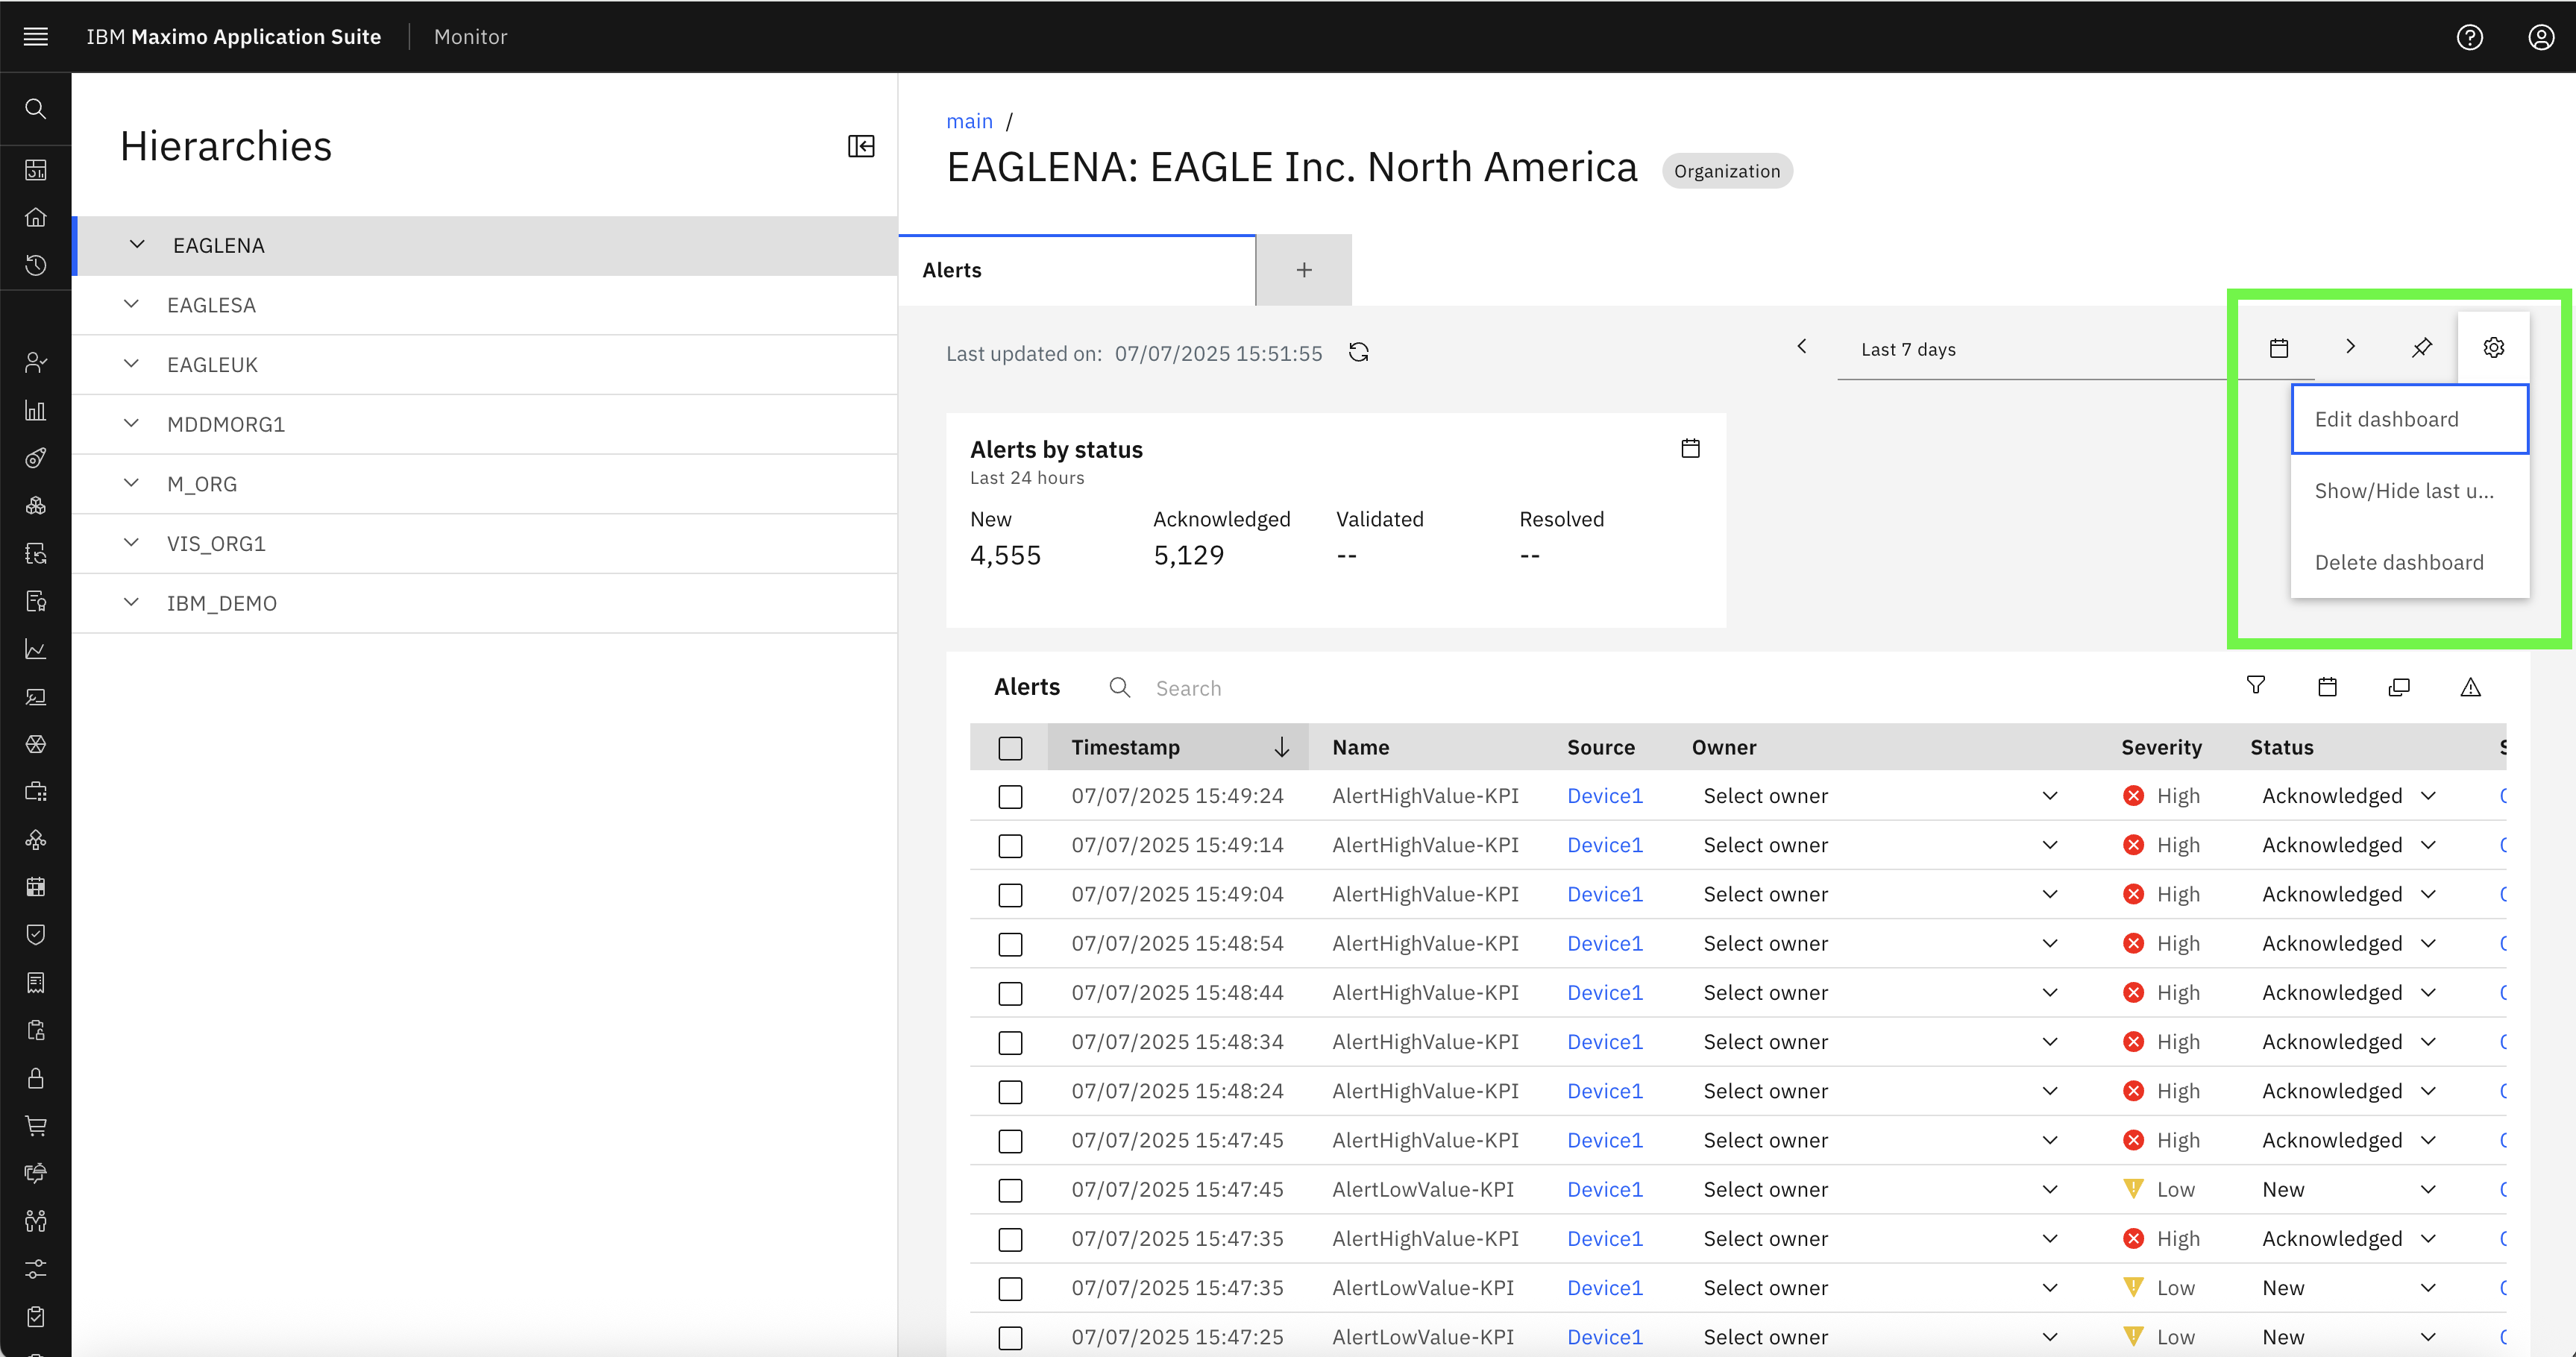 IBM Maximo Application Suite | Monitor
Hierarchies
EAGLENA
EAGLESA
EAGLEUK
MDDMORG1
M_ORG
VIS_ORG1
IBM_DEMO
main /
EAGLENA: EAGLE Inc. North America Organization
Alerts
Last updated on: 07/07/2025 15:51:55
Last 7 days
Edit dashboard
Show/Hide last u...
Delete dashboard
Alerts by status
Last 24 hours
New Acknowledged Validated Resolved
4,555 5,129 -- --
Alerts Search
Timestamp Name Source Owner Severity Status
07/07/2025 15:49:24 AlertHighValue-KPI Device1 Select owner High Acknowledged
07/07/2025 15:49:14 AlertHighValue-KPI Device1 Select owner High Acknowledged
07/07/2025 15:49:04 AlertHighValue-KPI Device1 Select owner High Acknowledged
07/07/2025 15:48:54 AlertHighValue-KPI Device1 Select owner High Acknowledged
07/07/2025 15:48:44 AlertHighValue-KPI Device1 Select owner High Acknowledged
07/07/2025 15:48:34 AlertHighValue-KPI Device1 Select owner High Acknowledged
07/07/2025 15:48:24 AlertHighValue-KPI Device1 Select owner High Acknowledged
07/07/2025 15:47:45 AlertHighValue-KPI Device1 Select owner High Acknowledged
07/07/2025 15:47:45 AlertLowValue-KPI Device1 Select owner Low New
07/07/2025 15:47:35 AlertHighValue-KPI Device1 Select owner High Acknowledged
07/07/2025 15:47:35 AlertLowValue-KPI Device1 Select owner Low New
07/07/2025 15:47:25 AlertLowValue-KPI Device1 Select owner Low New